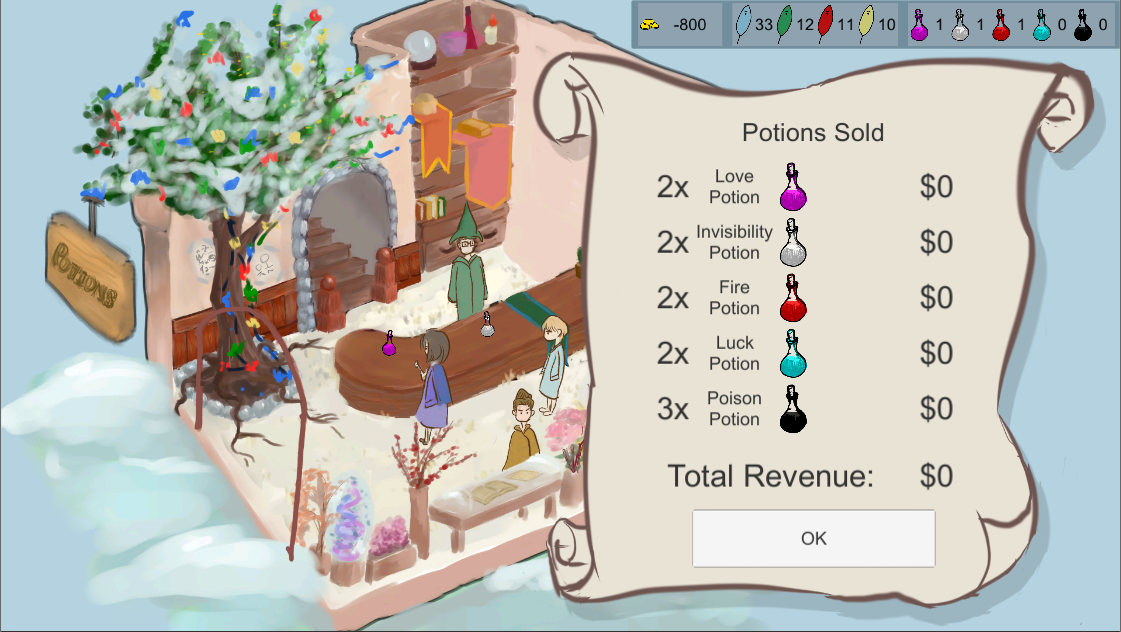 -800 33 12 11 10 1 1 1 0 0
Potions Sold
2x Love Potion $0
2x Invisibility Potion $0
2x Fire Potion $0
2x Luck Potion $0
3x Poison Potion $0
Total Revenue: $0
OK
POTIONS